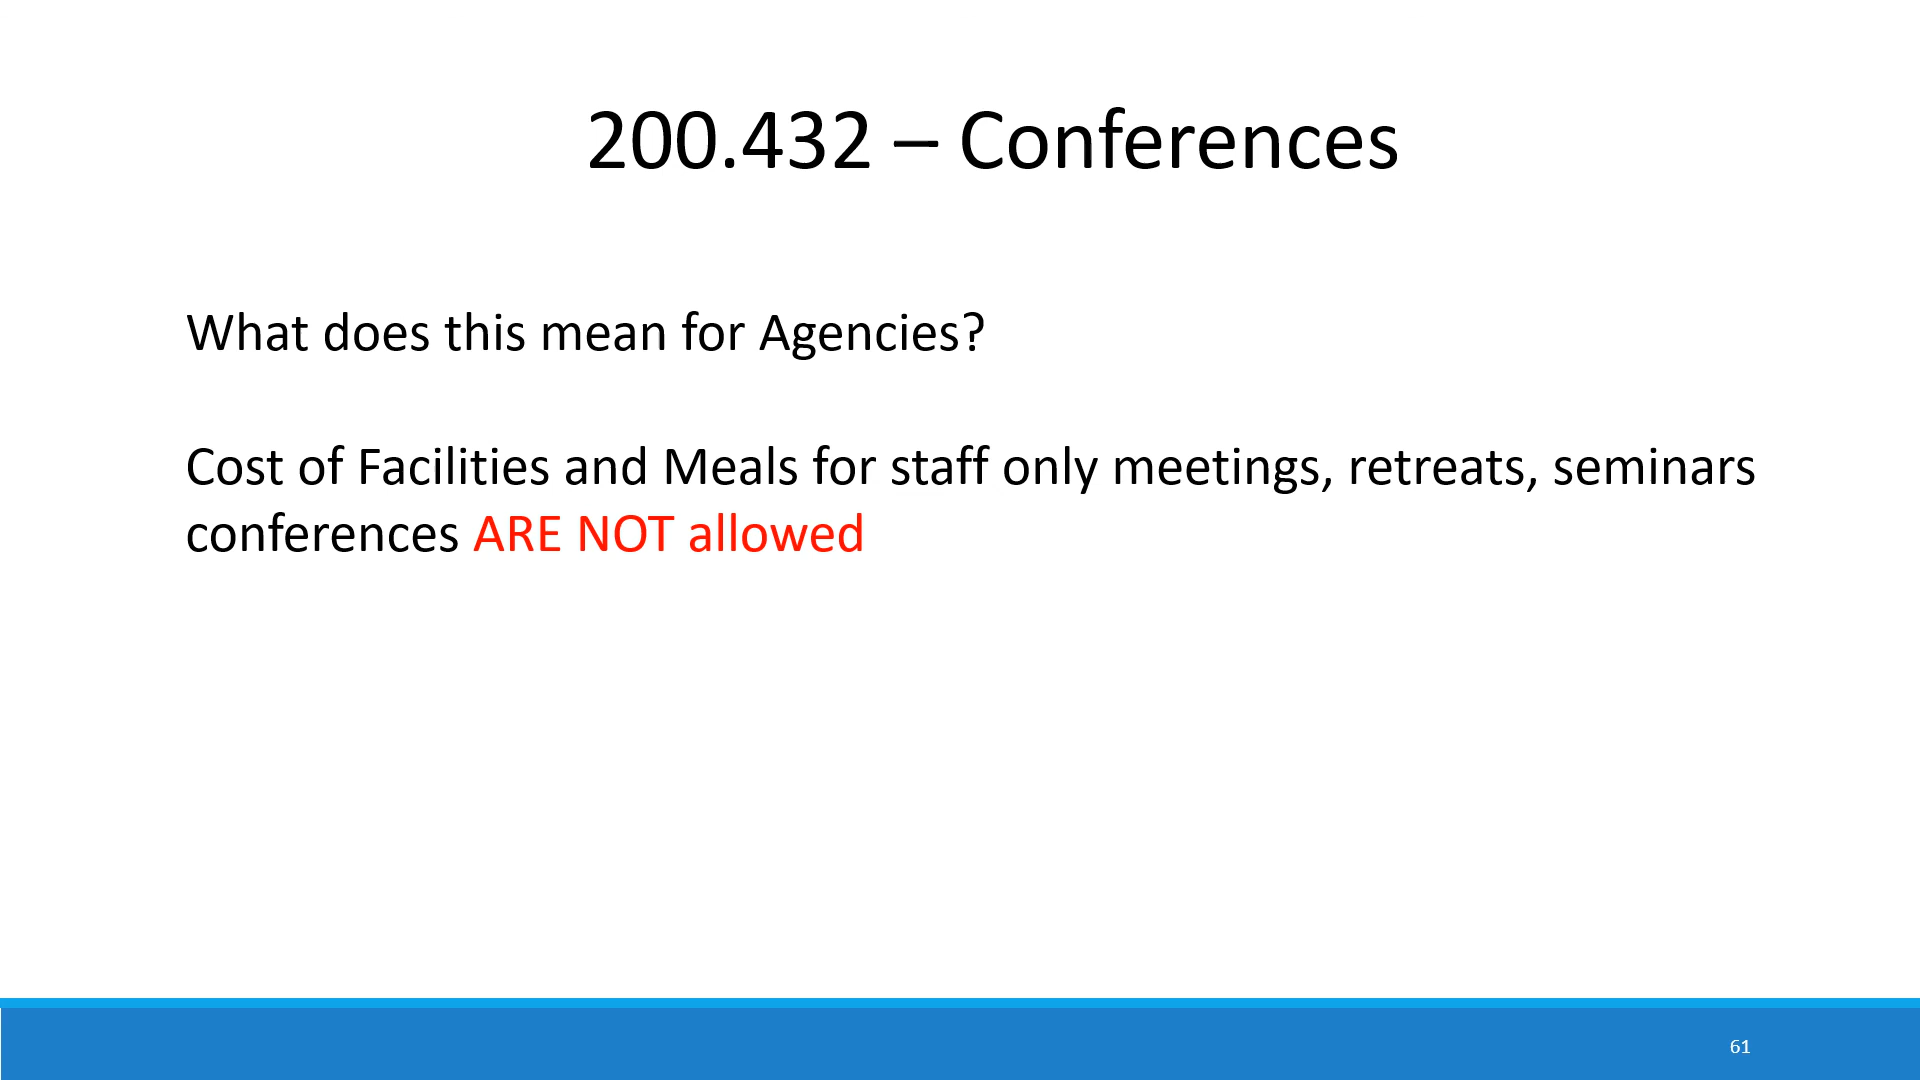 200.432 – Conferences
What does this mean for Agencies?
Cost of Facilities and Meals for staff only meetings, retreats, seminars
conferences ARE NOT allowed
61